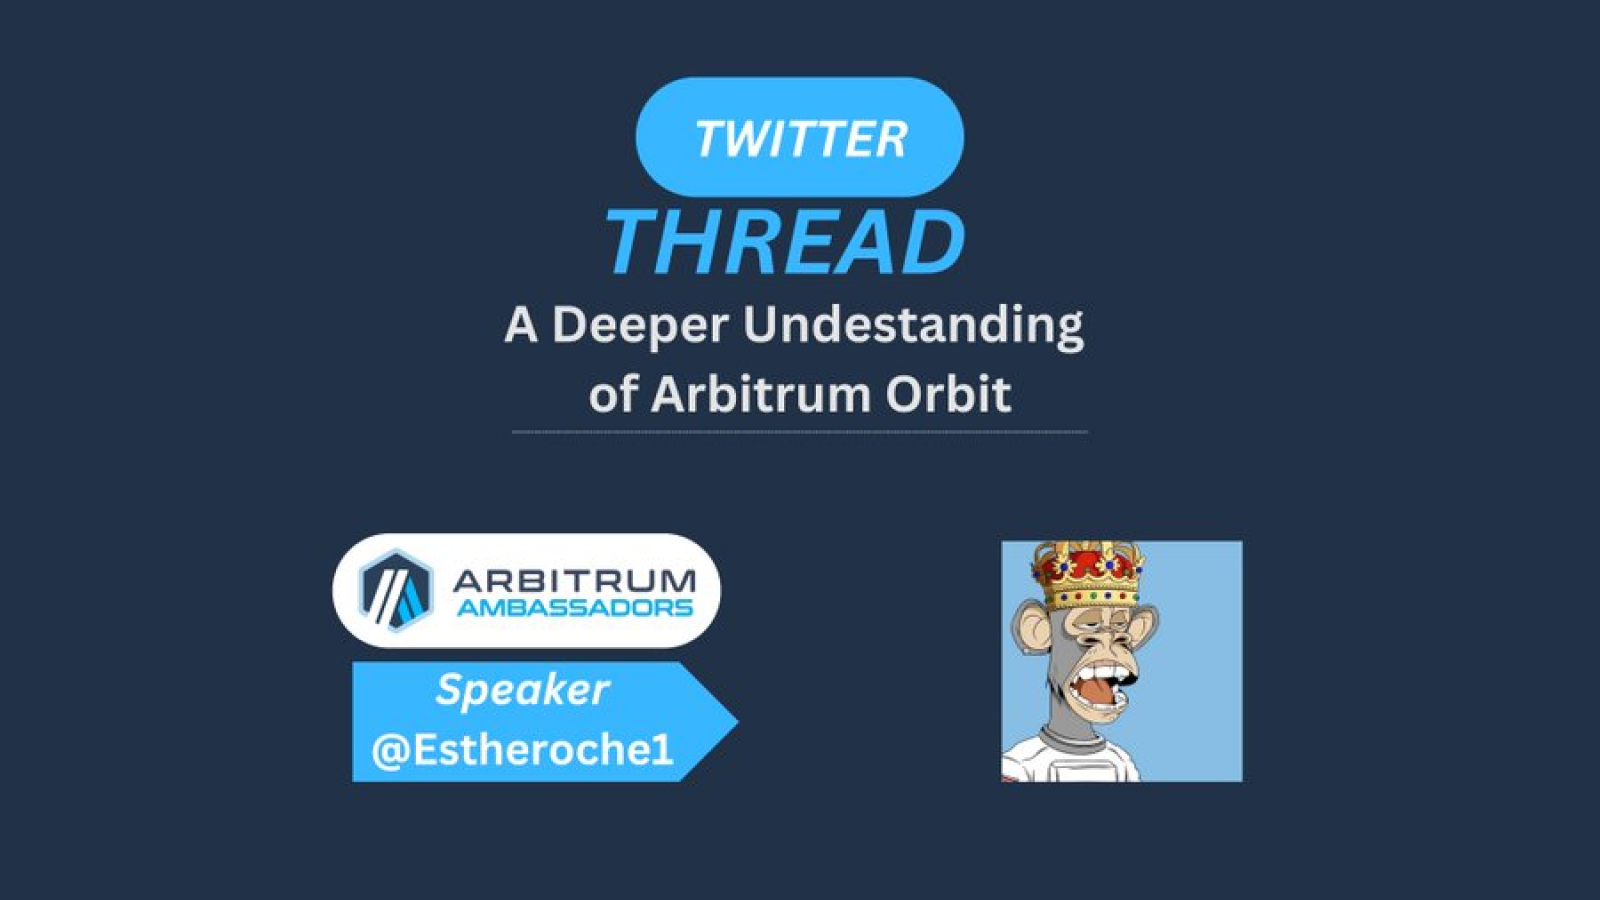 TWITTER
THREAD
A Deeper Undestanding
of Arbitrum Orbit
ARBITRUM
AMBASSADORS
Speaker
@Estheroche1